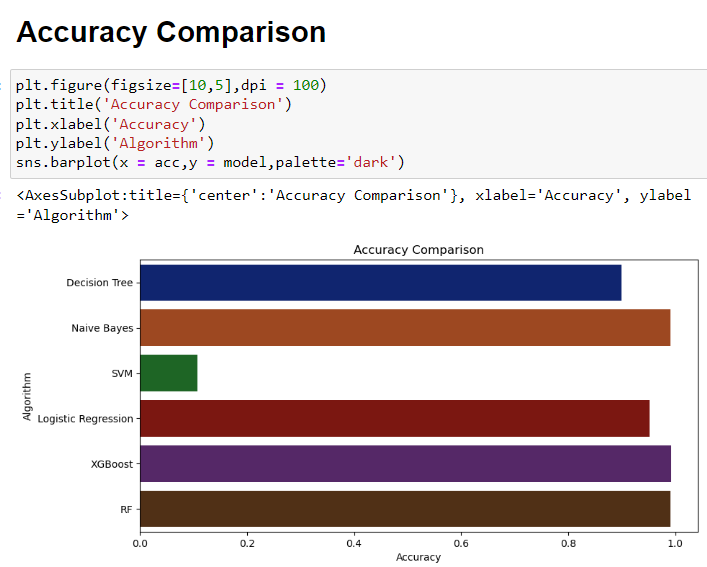 Accuracy Comparison
plt.figure(figsize=[10,5],dpi = 100)
plt.title('Accuracy Comparison')
plt.xlabel('Accuracy')
plt.ylabel('Algorithm')
sns.barplot(x = acc,y = model,palette='dark')
<AxesSubplot:title={'center':'Accuracy Comparison'}, xlabel='Accuracy', ylabel
='Algorithm'>
Accuracy Comparison
Decision Tree
Naive Bayes
SVM
Logistic Regression
XGBoost
RF
Algorithm
0.0 0.2 0.4 0.6 0.8 1.0
Accuracy